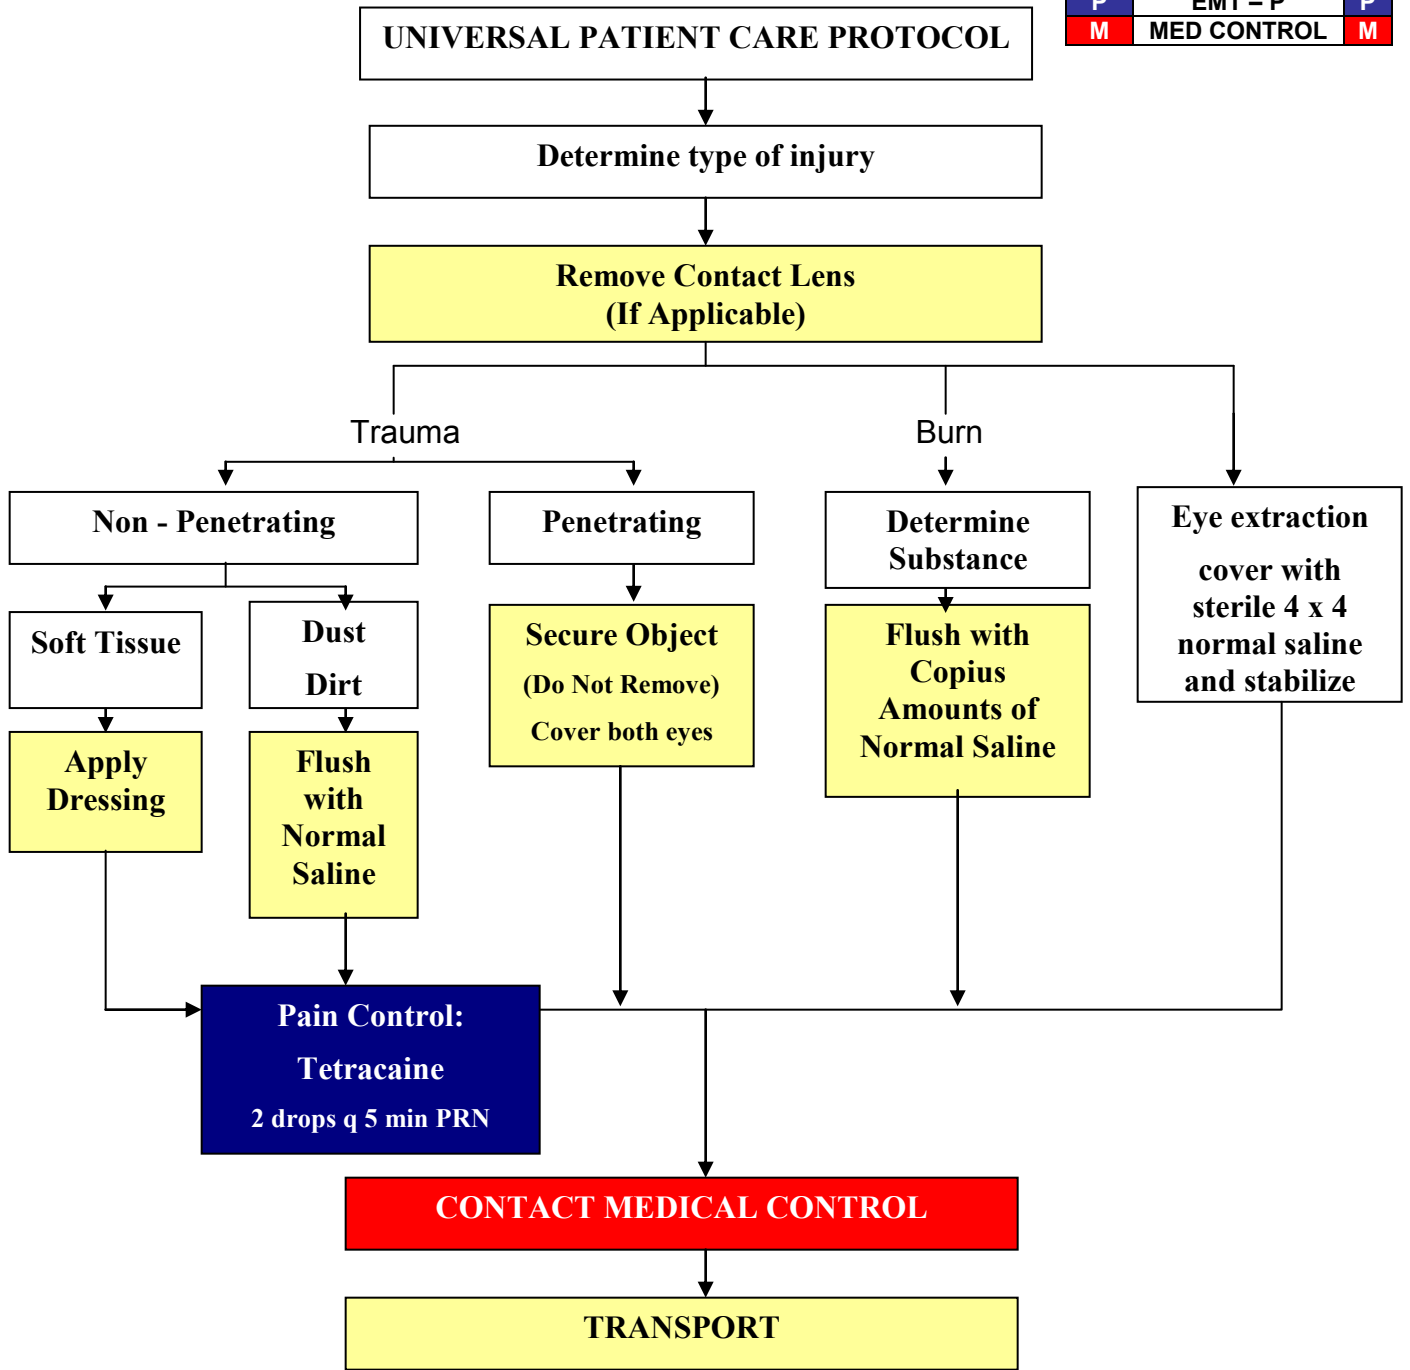 P EMT – P P
M MED CONTROL M
UNIVERSAL PATIENT CARE PROTOCOL
Determine type of injury
Remove Contact Lens
(If Applicable)
Trauma
Burn
Non - Penetrating
Penetrating
Determine
Substance
Eye extraction
cover with
sterile 4 x 4
normal saline
and stabilize
Soft Tissue
Dust
Dirt
Secure Object
(Do Not Remove)
Cover both eyes
Flush with
Copius
Amounts of
Normal Saline
Apply
Dressing
Flush
with
Normal
Saline
Pain Control:
Tetracaine
2 drops q 5 min PRN
CONTACT MEDICAL CONTROL
TRANSPORT